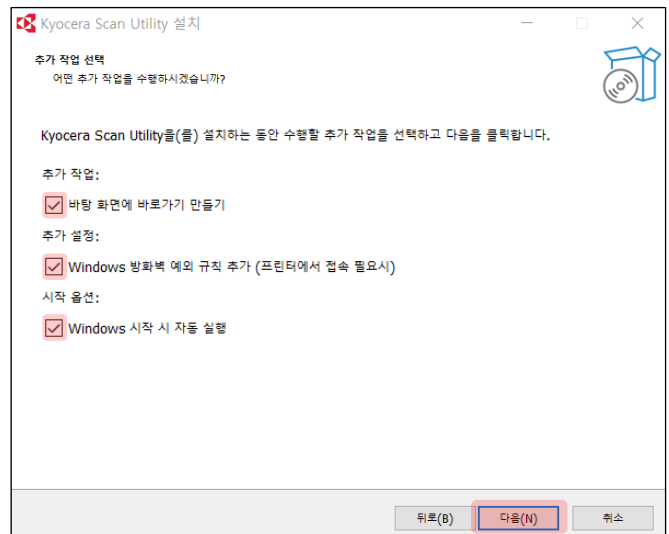 Kyocera Scan Utility 설치
추가 작업 선택
어떤 추가 작업을 수행하시겠습니까?
Kyocera Scan Utility을(를) 설치하는 동안 수행할 추가 작업을 선택하고 다음을 클릭합니다.
추가 작업:
바탕 화면에 바로가기 만들기
추가 설정:
Windows 방화벽 예외 규칙 추가 (프린터에서 접속 필요시)
시작 옵션:
Windows 시작 시 자동 실행
뒤로(B) 다음(N) 취소